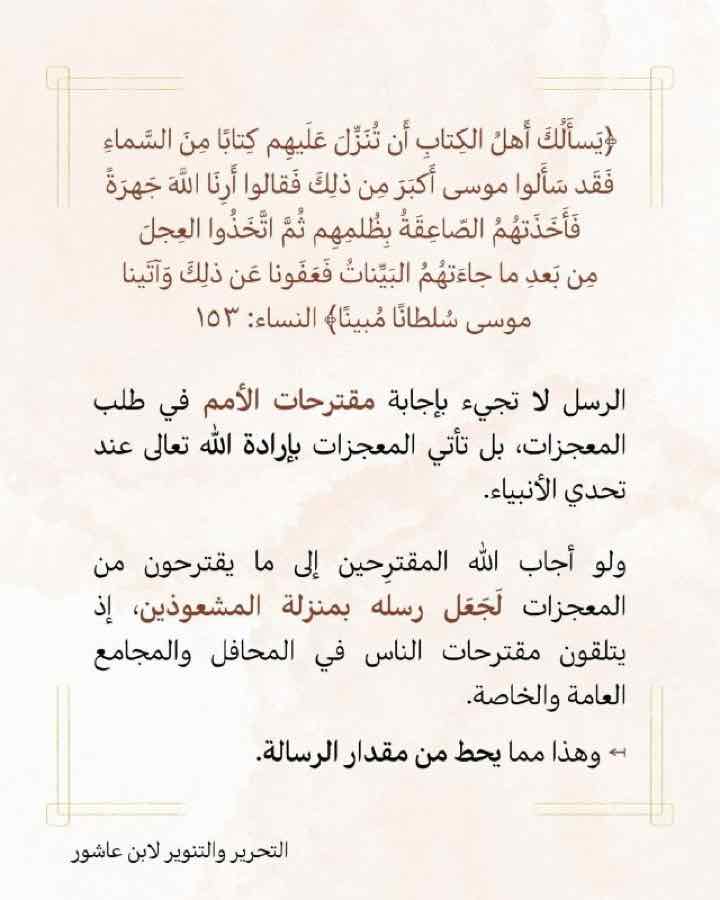 ﴿يَسأَلُكَ أَهلُ الكِتابِ أَن تُنَزِّلَ عَلَيهِم كِتابًا مِنَ السَّماءِ
فَقَد سَأَلوا موسى أَكبَرَ مِن ذلِكَ فَقالوا أَرِنَا اللَّهَ جَهرَةً
فَأَخَذَتهُمُ الصّاعِقَةُ بِظُلمِهِم ثُمَّ اتَّخَذُوا العِجلَ
مِن بَعدِ ما جاءَتهُمُ البَيِّناتُ فَعَفَونا عَن ذلِكَ وَآتَينا
موسى سُلطانًا مُبينًا﴾ النساء: ١٥٣
الرسل لا تجيء بإجابة مقترحات الأمم في طلب
المعجزات، بل تأتي المعجزات بإرادة الله تعالى عند
تحدي الأنبياء.
ولو أجاب الله المقترِحين إلى ما يقترحون من
المعجزات لَجَعَل رسله بمنزلة المشعوذين، إذ
يتلقون مقترحات الناس في المحافل والمجامع
العامة والخاصة.
↤ وهذا مما يحط من مقدار الرسالة.
التحرير والتنوير لابن عاشور